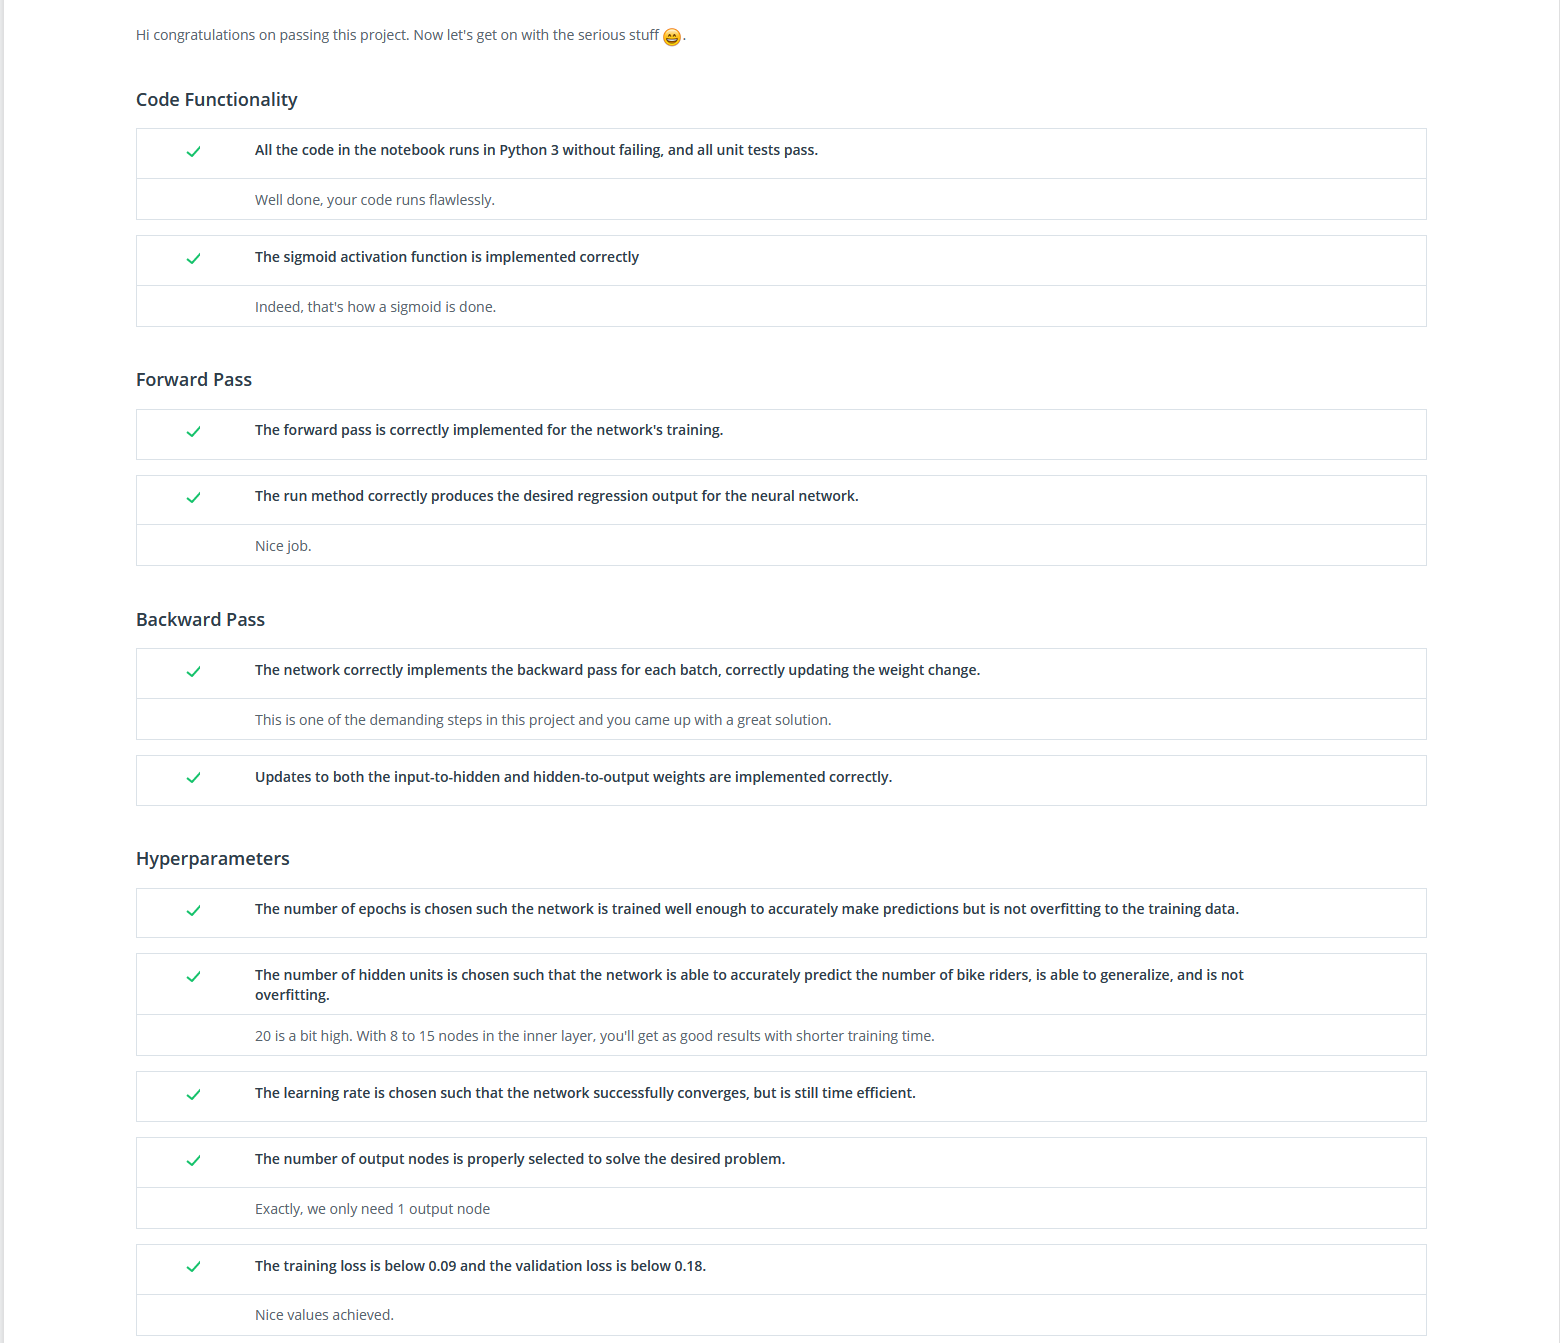 Hi congratulations on passing this project. Now let's get on with the serious stuff 😄.
Code Functionality
All the code in the notebook runs in Python 3 without failing, and all unit tests pass.
Well done, your code runs flawlessly.
The sigmoid activation function is implemented correctly
Indeed, that's how a sigmoid is done.
Forward Pass
The forward pass is correctly implemented for the network's training.
The run method correctly produces the desired regression output for the neural network.
Nice job.
Backward Pass
The network correctly implements the backward pass for each batch, correctly updating the weight change.
This is one of the demanding steps in this project and you came up with a great solution.
Updates to both the input-to-hidden and hidden-to-output weights are implemented correctly.
Hyperparameters
The number of epochs is chosen such the network is trained well enough to accurately make predictions but is not overfitting to the training data.
The number of hidden units is chosen such that the network is able to accurately predict the number of bike riders, is able to generalize, and is not
overfitting.
20 is a bit high. With 8 to 15 nodes in the inner layer, you'll get as good results with shorter training time.
The learning rate is chosen such that the network successfully converges, but is still time efficient.
The number of output nodes is properly selected to solve the desired problem.
Exactly, we only need 1 output node
The training loss is below 0.09 and the validation loss is below 0.18.
Nice values achieved.